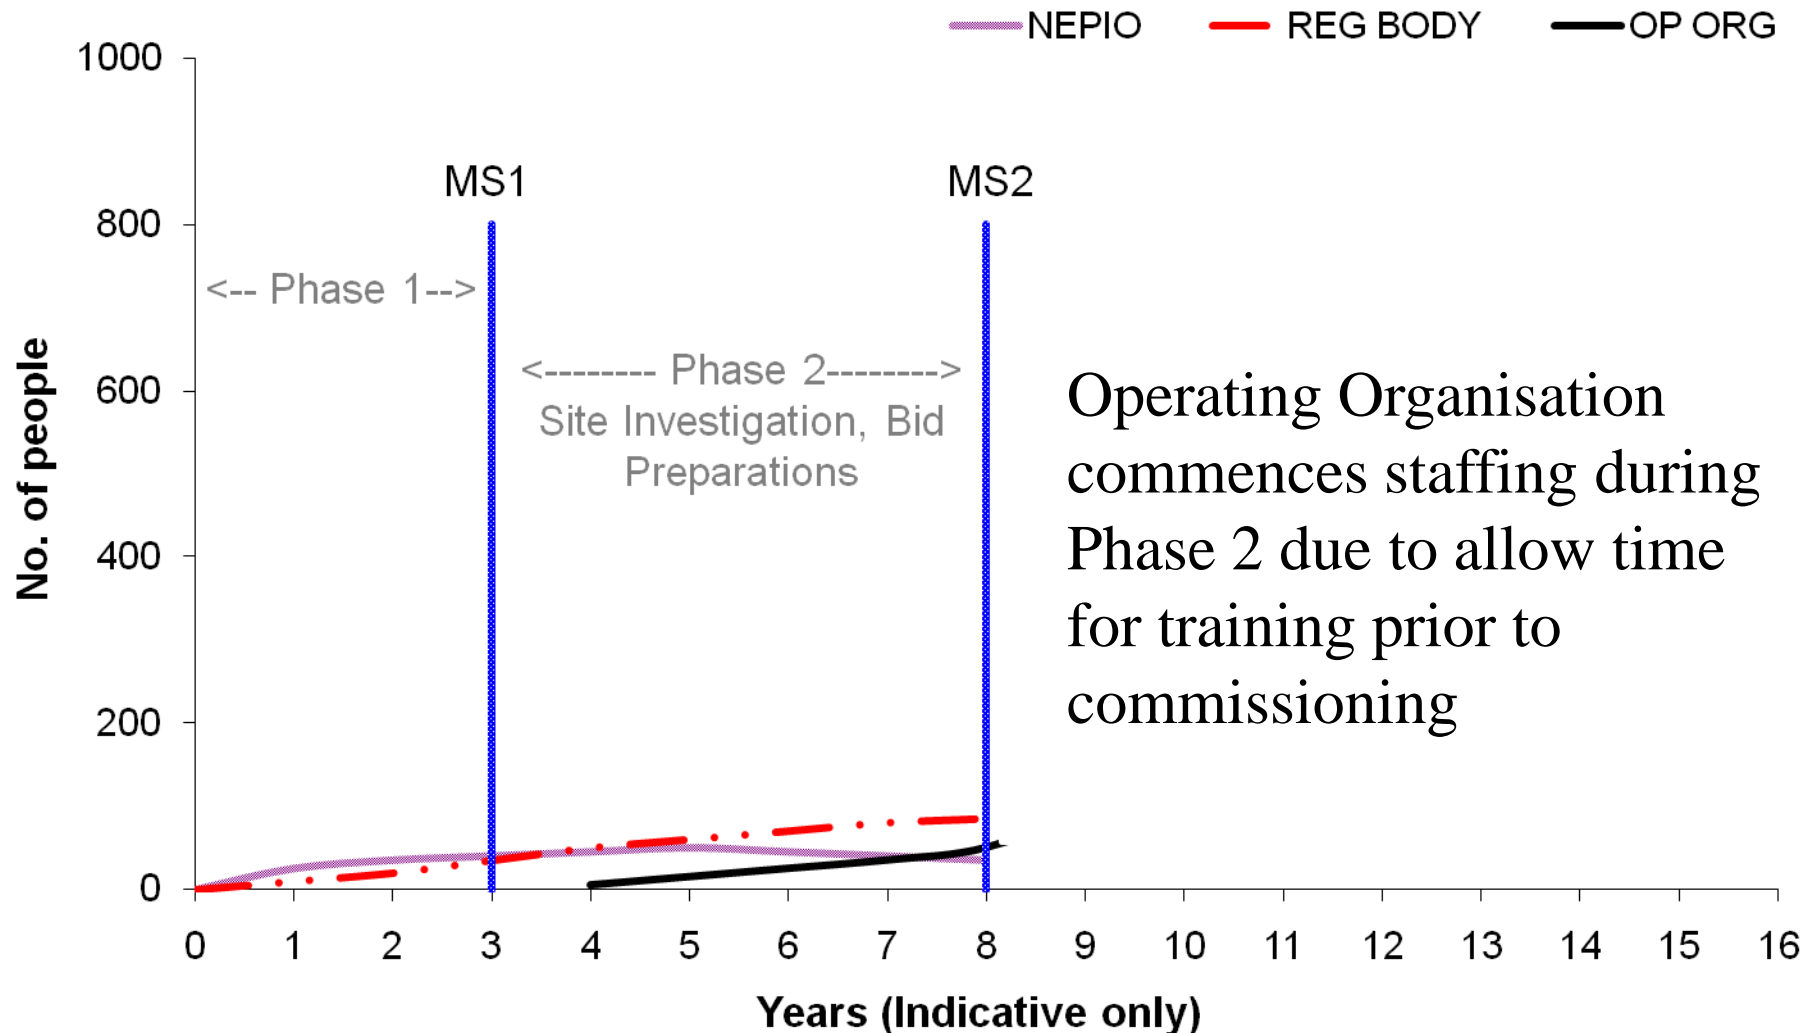 NEPIO REG BODY OP ORG
1000
800
600
400
200
0
No. of people
MS1
MS2
<-- Phase 1-->
<-------- Phase 2-------->
Site Investigation, Bid
Preparations
Operating Organisation
commences staffing during
Phase 2 due to allow time
for training prior to
commissioning
0 1 2 3 4 5 6 7 8 9 10 11 12 13 14 15 16
Years (Indicative only)